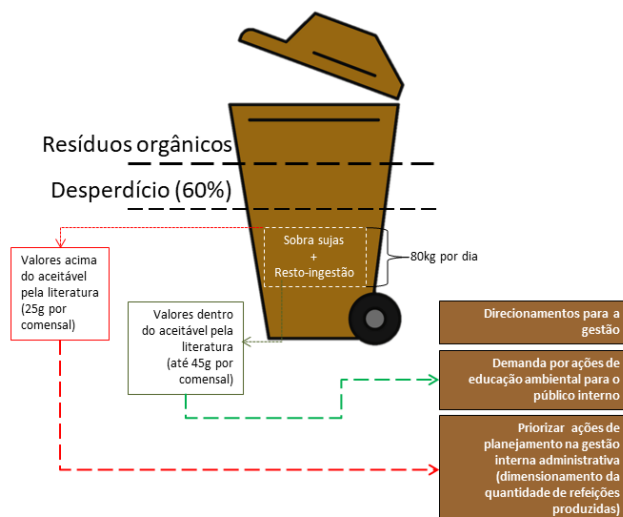 Resíduos orgânicos
Desperdício (60%)
Sobra sujas
+
Resto-ingestão
80kg por dia
Valores acima
do aceitável
pela literatura
(25g por
comensal)
Valores dentro
do aceitável pela
literatura
(até 45g por
comensal)
Direcionamentos para a
gestão
Demanda por ações de
educação ambiental para o
público interno
Priorizar ações de
planejamento na gestão
interna administrativa
(dimensionamento da
quantidade de refeições
produzidas)